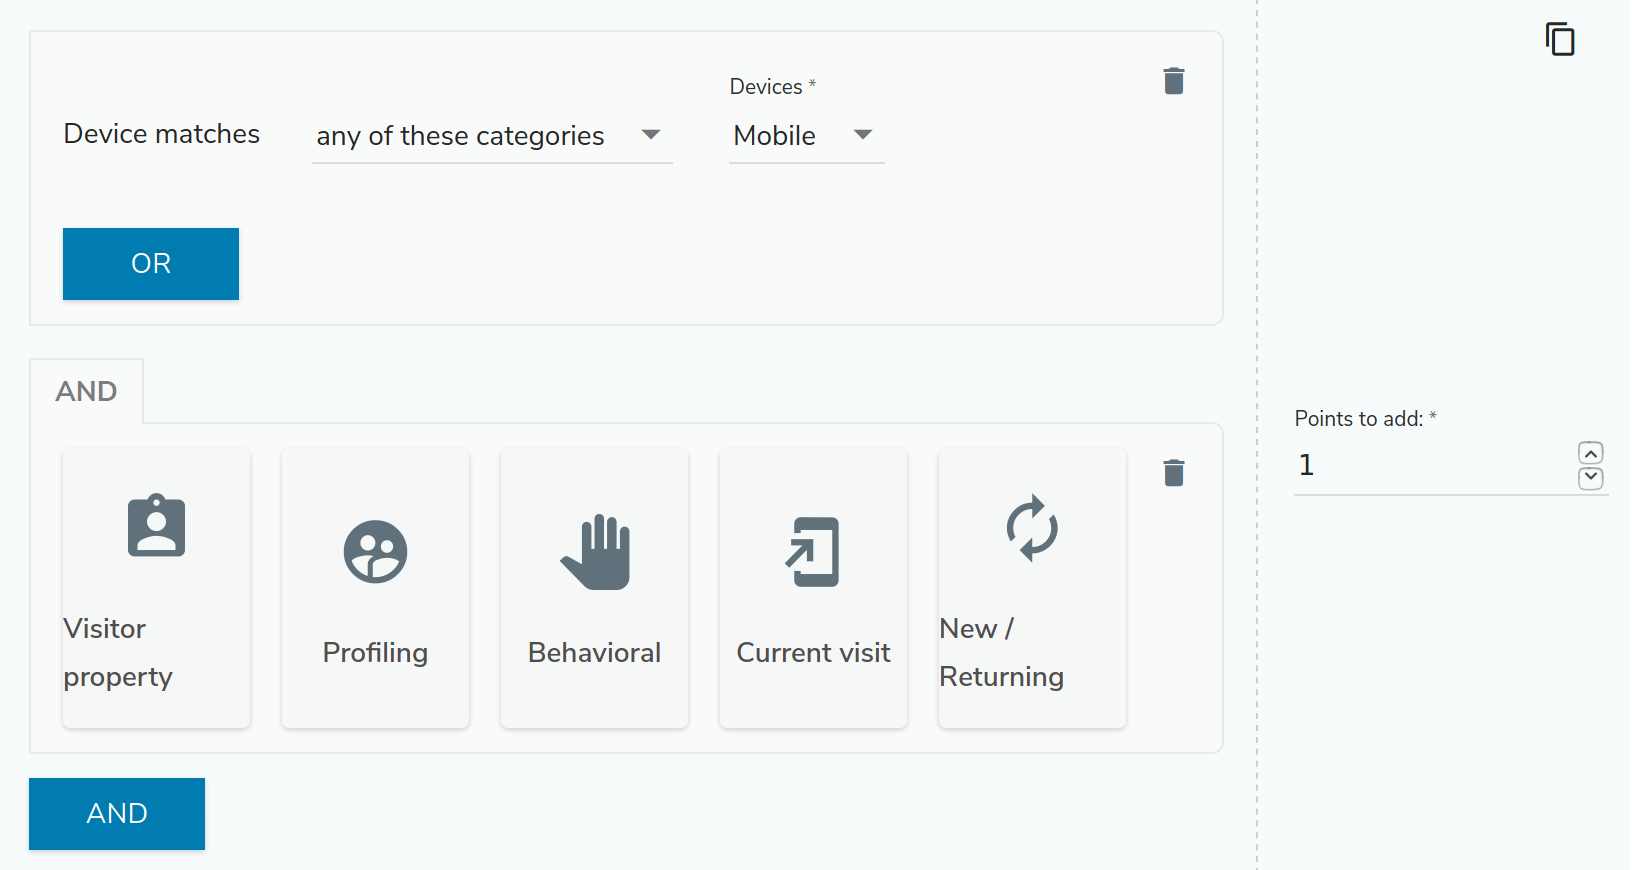 Devices *
Device matches any of these categories Mobile
OR
AND
Points to add: *
1
Visitor property
Profiling
Behavioral
Current visit
New / Returning
AND